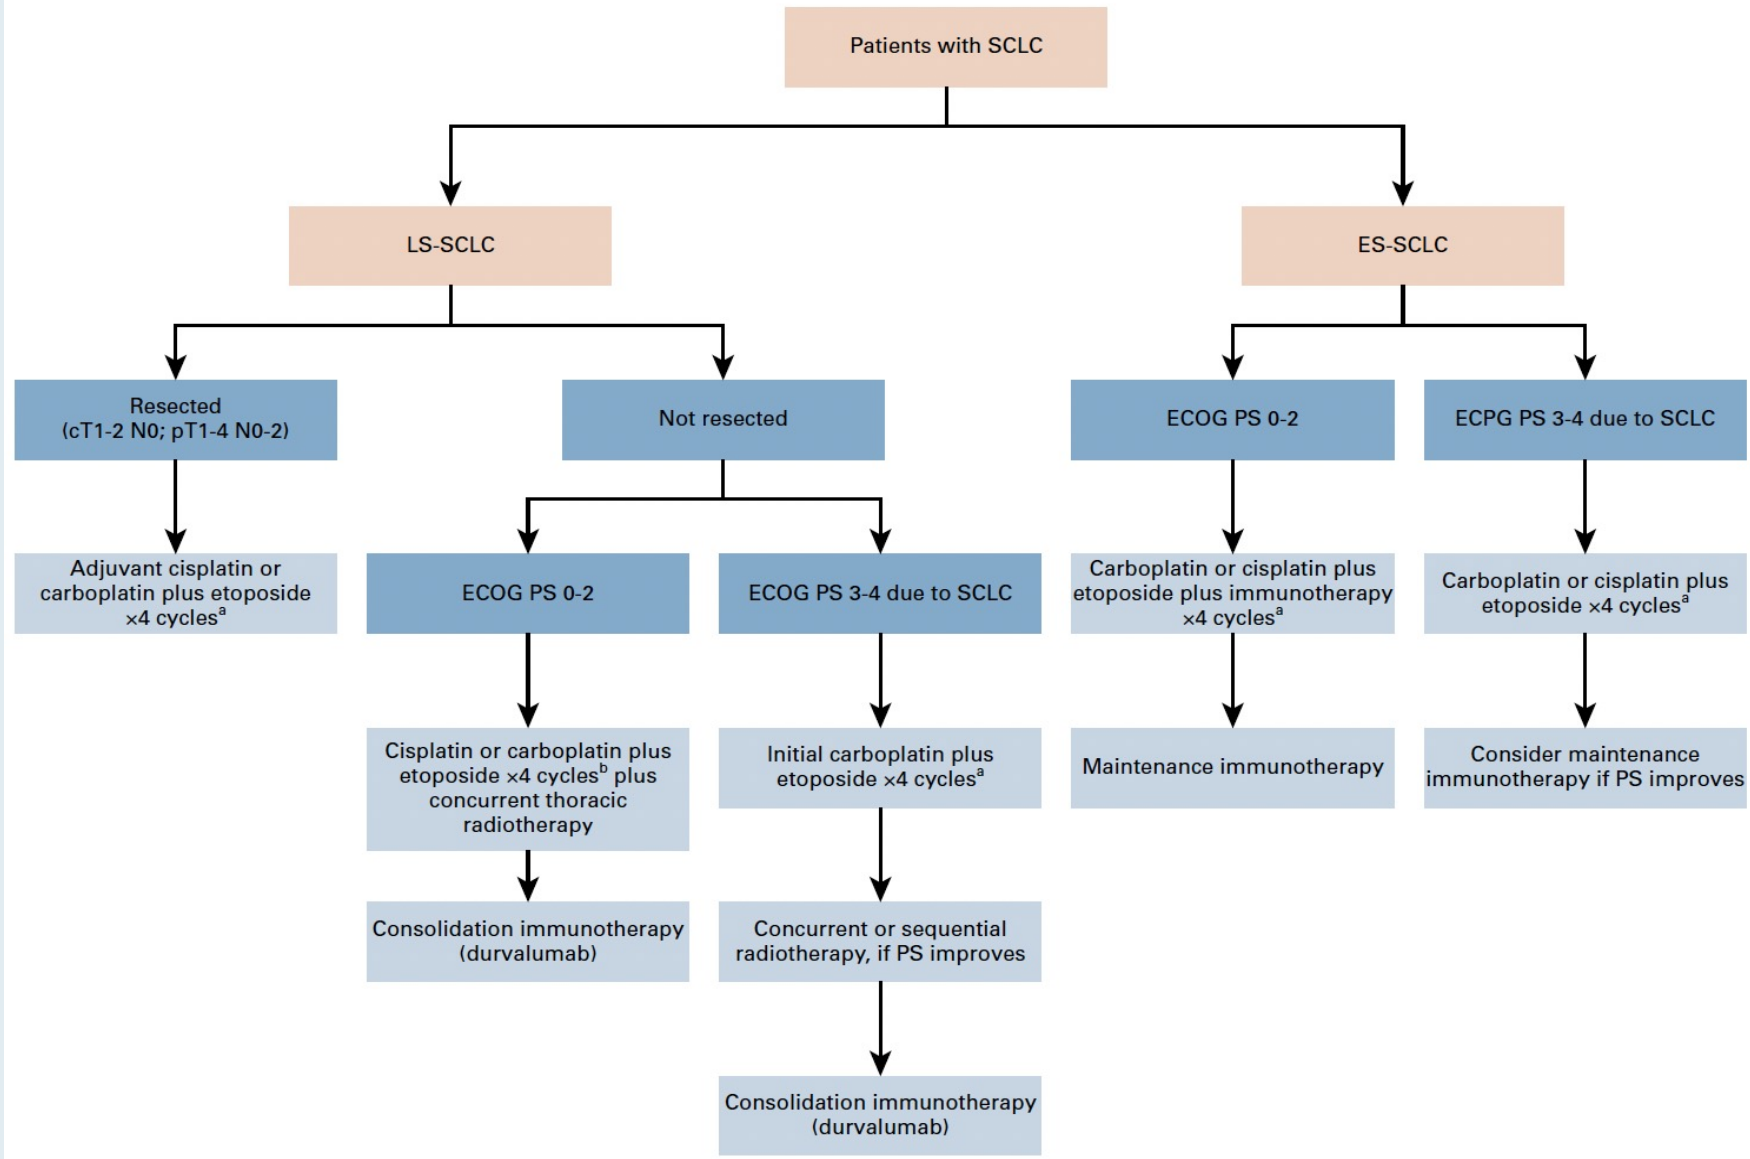 Patients with SCLC
LS-SCLC
ES-SCLC
Resected
(cT1-2 N0; pT1-4 N0-2)
Not resected
ECOG PS 0-2
ECPG PS 3-4 due to SCLC
Adjuvant cisplatin or
carboplatin plus etoposide
×4 cyclesᵃ
ECOG PS 0-2
ECOG PS 3-4 due to SCLC
Carboplatin or cisplatin plus
etoposide plus immunotherapy
×4 cyclesᵃ
Carboplatin or cisplatin plus
etoposide ×4 cyclesᵃ
Cisplatin or carboplatin plus
etoposide ×4 cyclesᵇ plus
concurrent thoracic
radiotherapy
Initial carboplatin plus
etoposide ×4 cyclesᵃ
Maintenance immunotherapy
Consider maintenance
immunotherapy if PS improves
Consolidation immunotherapy
(durvalumab)
Concurrent or sequential
radiotherapy, if PS improves
Consolidation immunotherapy
(durvalumab)